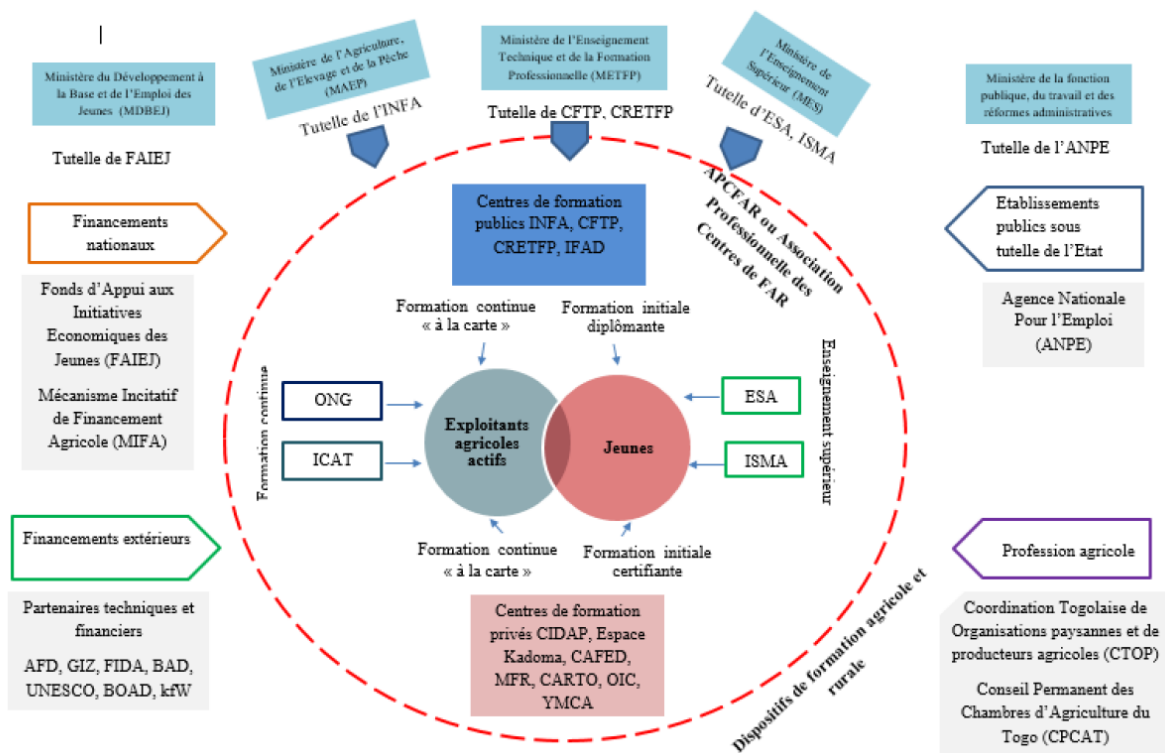 Ministère du Développement à
la Base et de l'Emploi des
Jeunes (MDBEJ)
Tutelle de FAIEJ
Ministère de l'Agriculture,
de l'Elevage et de la Pêche
(MAEP)
Tutelle de l'INFA
Ministère de l'Enseignement
Technique et de la Formation
Professionnelle (METFP)
Tutelle de CFTP, CRETFP
Ministère de
l'Enseignement
Supérieur (MES)
Tutelle d'ESA, ISMA
Ministère de la fonction
publique, du travail et des
réformes administratives
Tutelle de l'ANPE
Financements
nationaux
Fonds d'Appui aux
Initiatives
Economiques des
Jeunes (FAIEJ)
Mécanisme Incitatif
de Financement
Agricole (MIFA)
Centres de formation
publics INFA, CFTP,
CRETFP, IFAD
APCFAR ou Association
Professionnelle des
Centres de FAR
Etablissements
publics sous
tutelle de l'Etat
Agence Nationale
Pour l'Emploi
(ANPE)
Formation continue
« à la carte »
Formation initiale
diplômante
Formation continue
ONG
ICAT
Exploitants
agricoles
actifs
Jeunes
ESA
ISMA
Enseignement supérieur
Formation continue
« à la carte »
Formation initiale
certifiante
Financements extérieurs
Partenaires techniques et
financiers
AFD, GIZ, FIDA, BAD,
UNESCO, BOAD, kfW
Centres de formation
privés CIDAP, Espace
Kadoma, CAFED,
MFR, CARTO, OIC,
YMCA
Dispositifs de formation agricole et
rurale
Profession agricole
Coordination Togolaise de
Organisations paysannes et de
producteurs agricoles (CTOP)
Conseil Permanent des
Chambres d'Agriculture du
Togo (CPCAT)